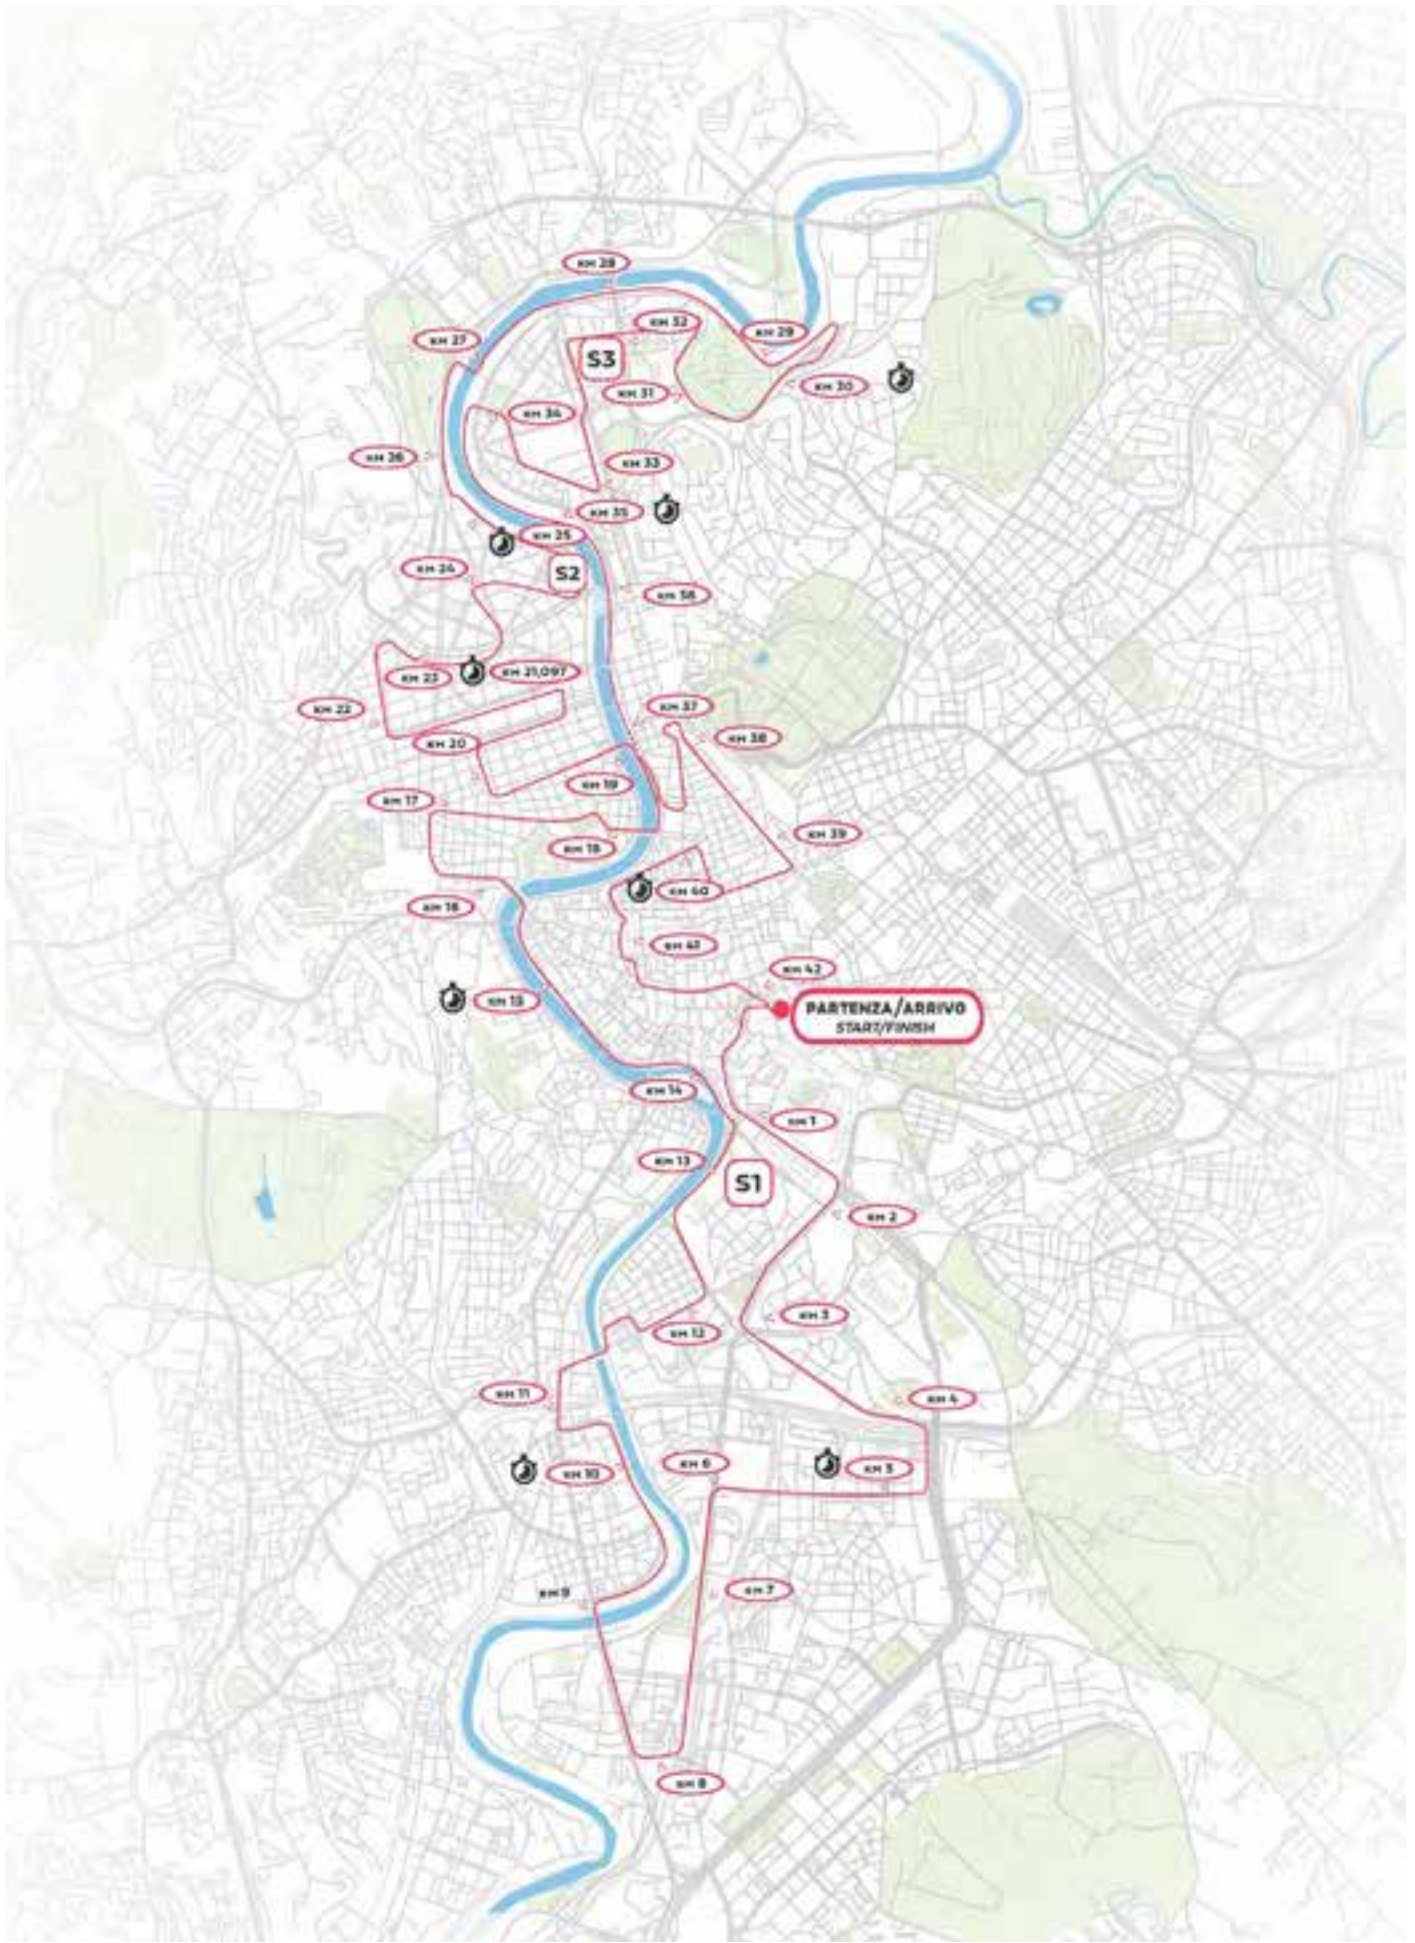 KM 28
KM 32
KM 29
KM 27
S3
KM 30
KM 31
KM 34
KM 26
KM 33
KM 35
KM 25
KM 24
S2
KM 36
KM 23
KM 21,097
KM 22
KM 37
KM 38
KM 20
KM 19
KM 17
KM 39
KM 18
KM 40
KM 16
KM 41
KM 42
KM 15
PARTENZA/ARRIVO
START/FINISH
KM 14
KM 1
KM 13
S1
KM 2
KM 3
KM 12
KM 11
KM 4
KM 6
KM 5
KM 10
KM 9
KM 7
KM 8